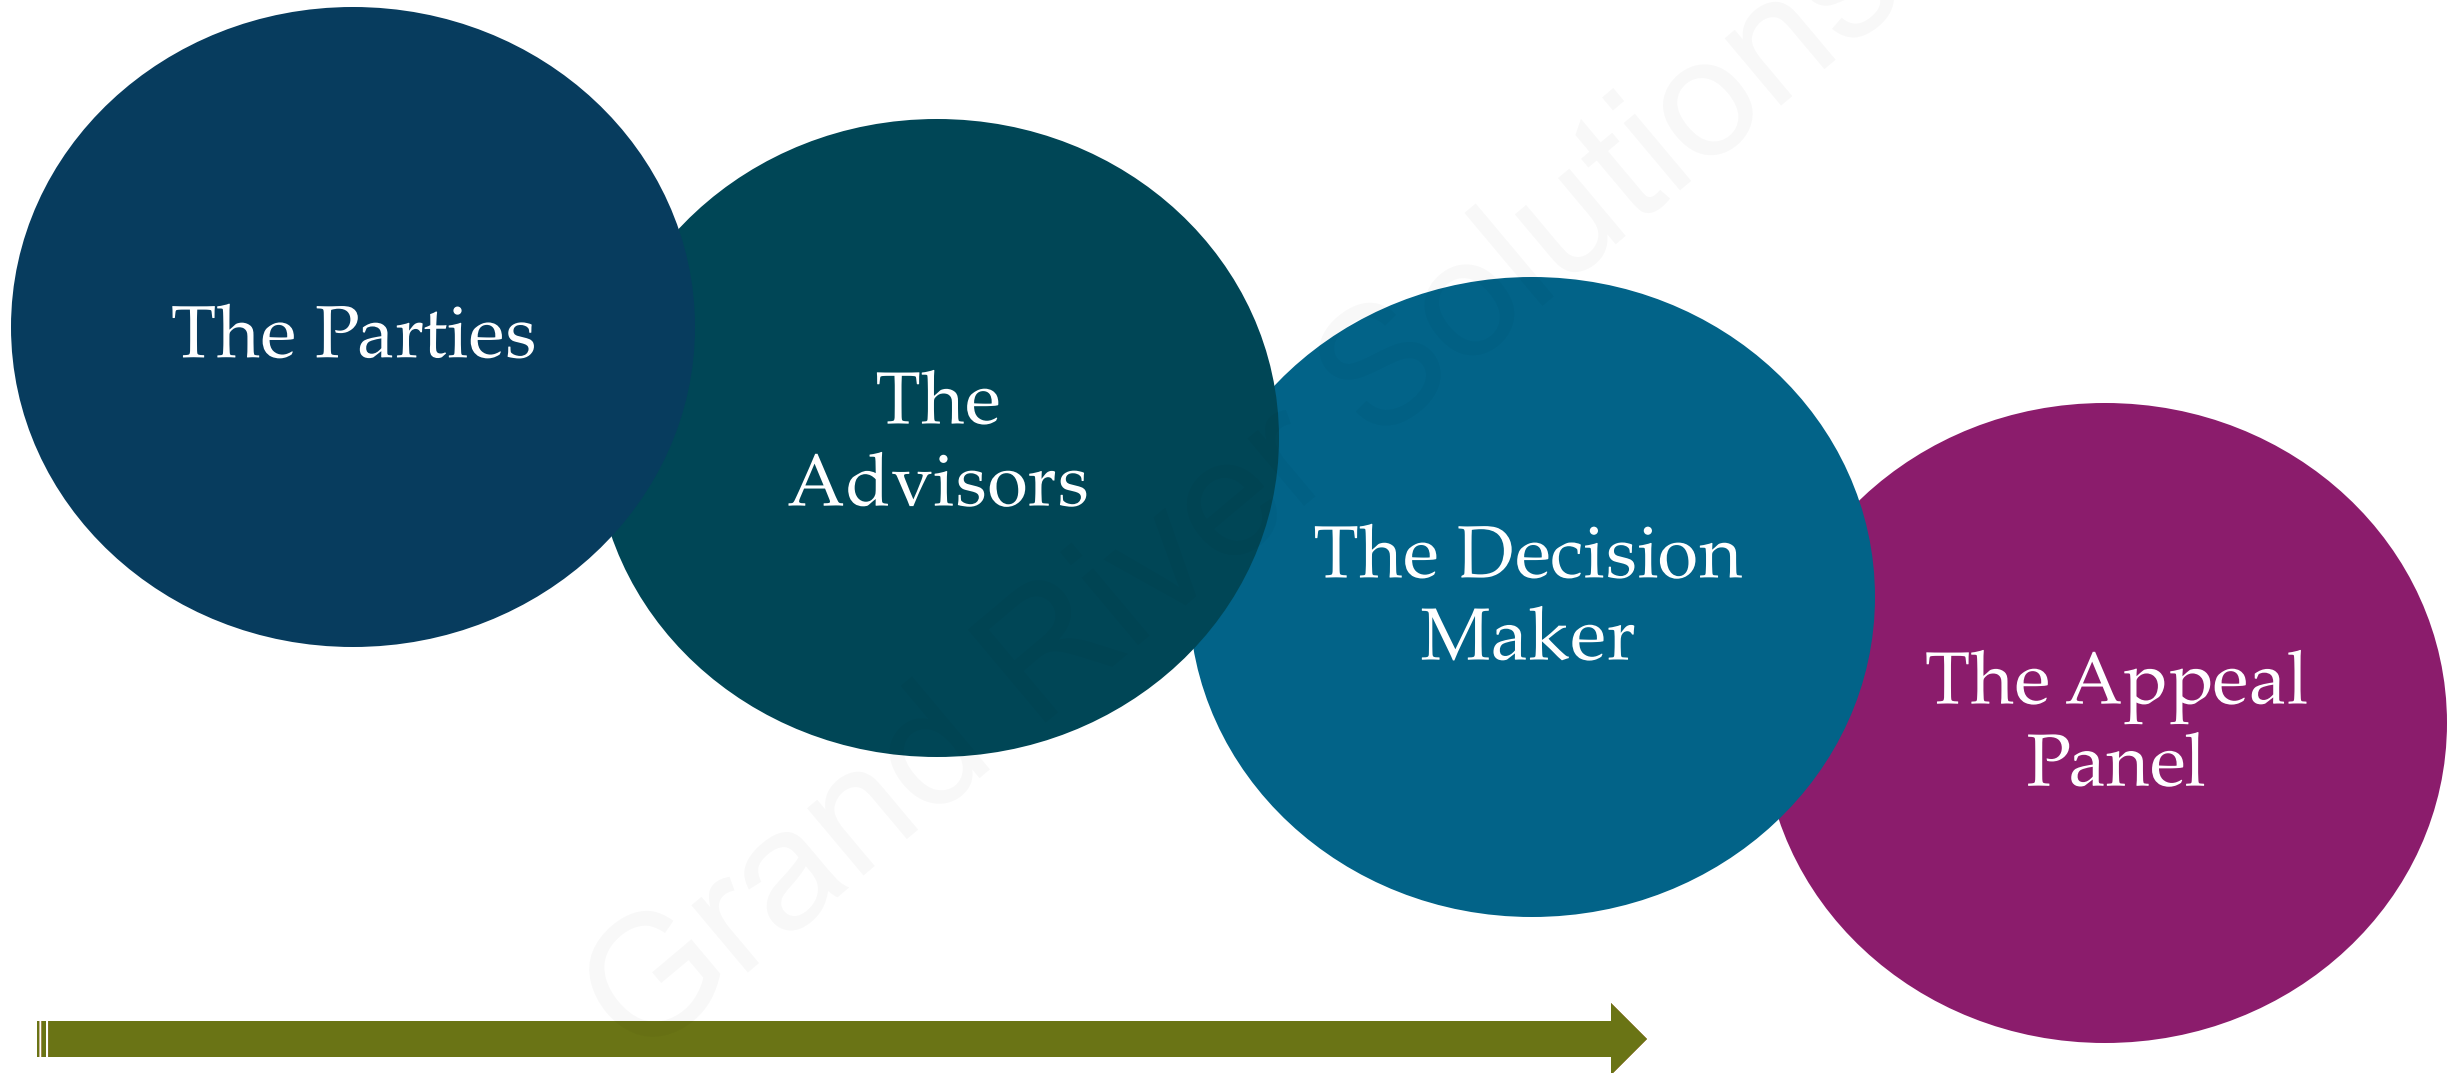 The Parties
The
Advisors
The Decision
Maker
The Appeal
Panel
Grand River Solutions